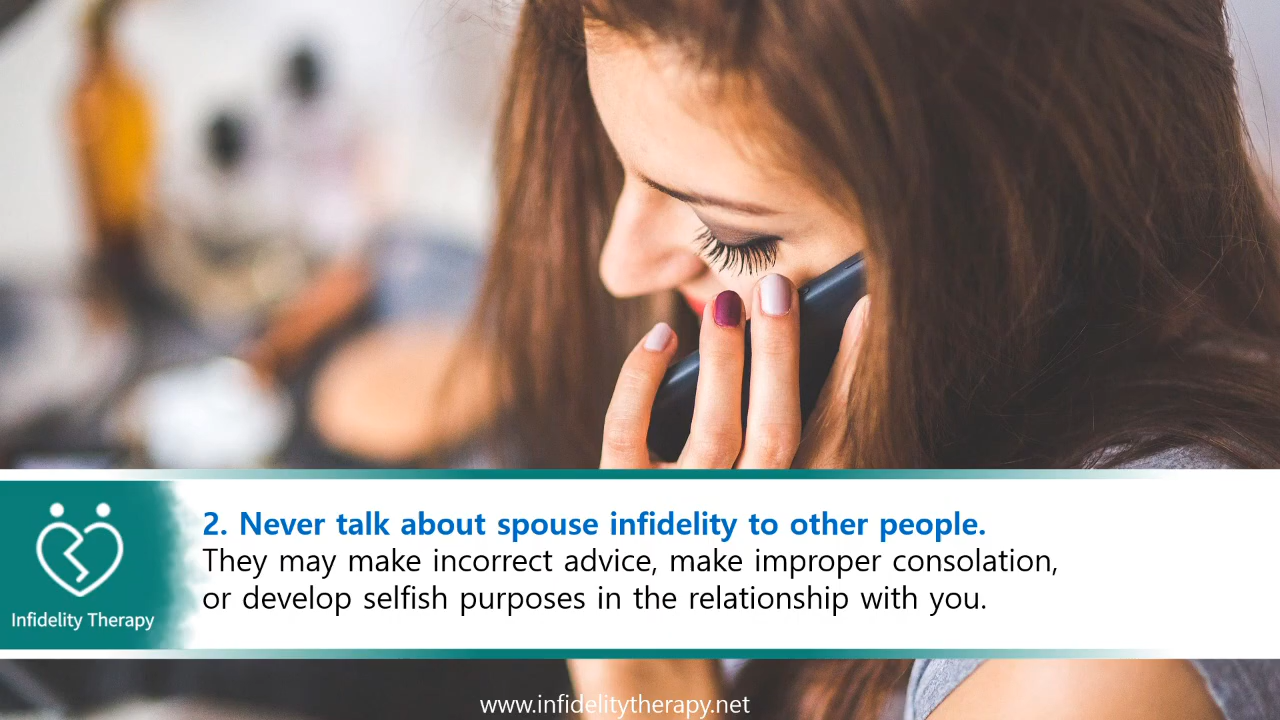 2. Never talk about spouse infidelity to other people.
They may make incorrect advice, make improper consolation,
or develop selfish purposes in the relationship with you.
Infidelity Therapy
www.infidelitytherapy.net